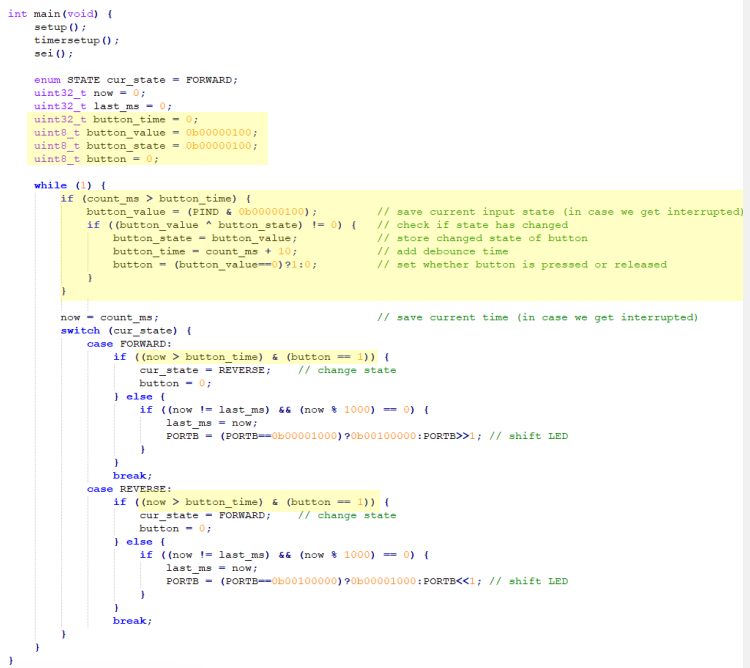 int main(void) {
    setup();
    timersetup();
    sei();

    enum STATE cur_state = FORWARD;
    uint32_t now = 0;
    uint32_t last_ms = 0;
    uint32_t button_time = 0;
    uint8_t button_value = 0b00000100;
    uint8_t button_state = 0b00000100;
    uint8_t button = 0;

    while (1) {
        if (count_ms > button_time) {
            button_value = (PIND & 0b00000100);         // save current input state (in case we get interrupted)
            if ((button_value ^ button_state) != 0) {   // check if state has changed
                button_state = button_value;            // store changed state of button
                button_time = count_ms + 10;            // add debounce time
                button = (button_value==0)?1:0;         // set whether button is pressed or released
            }
        }

        now = count_ms;                                 // save current time (in case we get interrupted)
        switch (cur_state) {
            case FORWARD:
                if ((now > button_time) & (button == 1)) {
                    cur_state = REVERSE;    // change state
                    button = 0;
                } else {
                    if ((now != last_ms) && (now % 1000) == 0) {
                        last_ms = now;
                        PORTB = (PORTB==0b00001000)?0b00100000:PORTB>>1; // shift LED
                    }
                }
                break;
            case REVERSE:
                if ((now > button_time) & (button == 1)) {
                    cur_state = FORWARD;    // change state
                    button = 0;
                } else {
                    if ((now != last_ms) && (now % 1000) == 0) {
                        last_ms = now;
                        PORTB = (PORTB==0b00100000)?0b00001000:PORTB<<1; // shift LED
                    }
                }
                break;
        }
    }
}